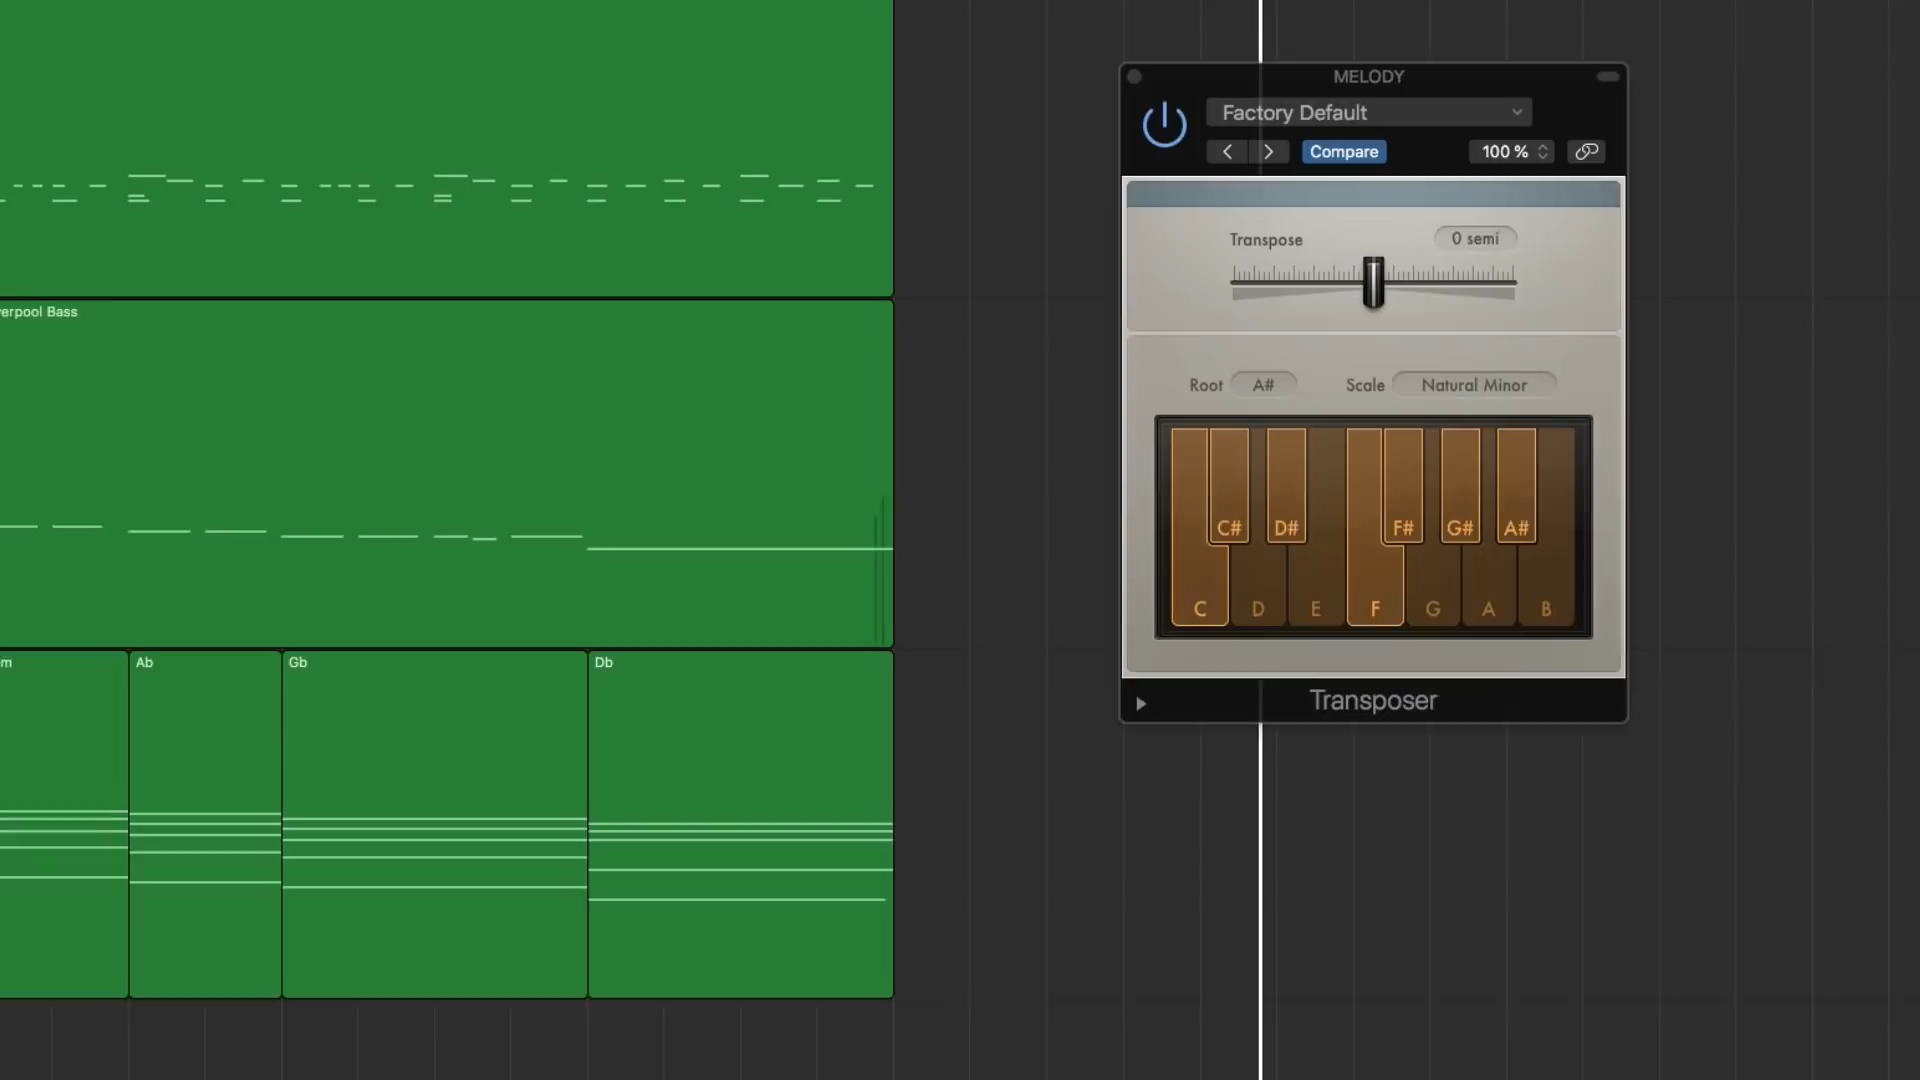 MELODY
Factory Default
Compare
100 %
Transpose
0 semi
erpool Bass
Root A# Scale Natural Minor
C# D# F# G# A#
C D E F G A B
m
Ab
Gb
Db
Transposer